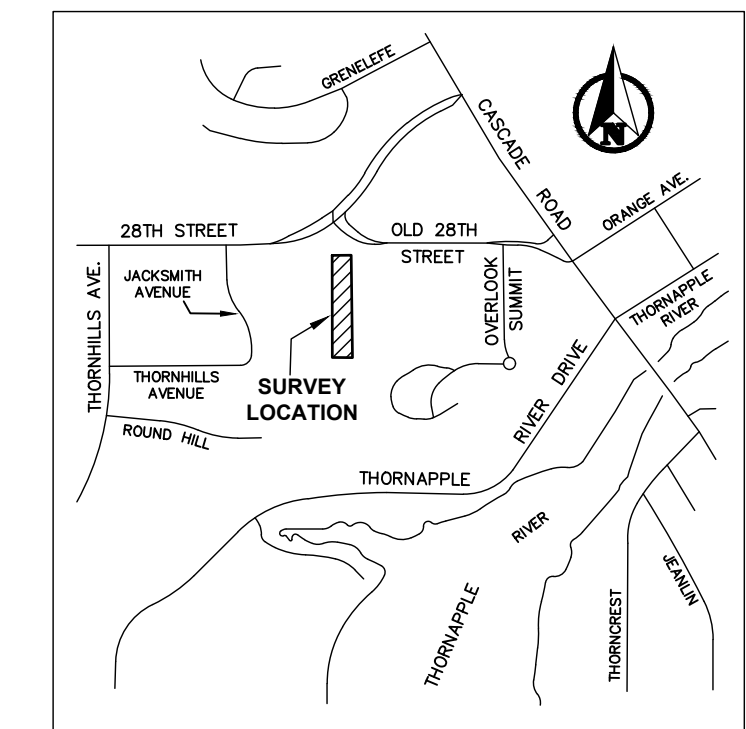 GRENELEFE
CASCADE ROAD
N
ORANGE AVE.
28TH STREET
OLD 28TH
STREET
JACKSMITH
AVENUE
THORNHILLS AVE.
OVERLOOK
SUMMIT
THORNAPPLE
RIVER
THORNHILLS
AVENUE
SURVEY
LOCATION
RIVER DRIVE
ROUND HILL
THORNAPPLE
RIVER
THORNAPPLE
JEANLIN
THORNCREST